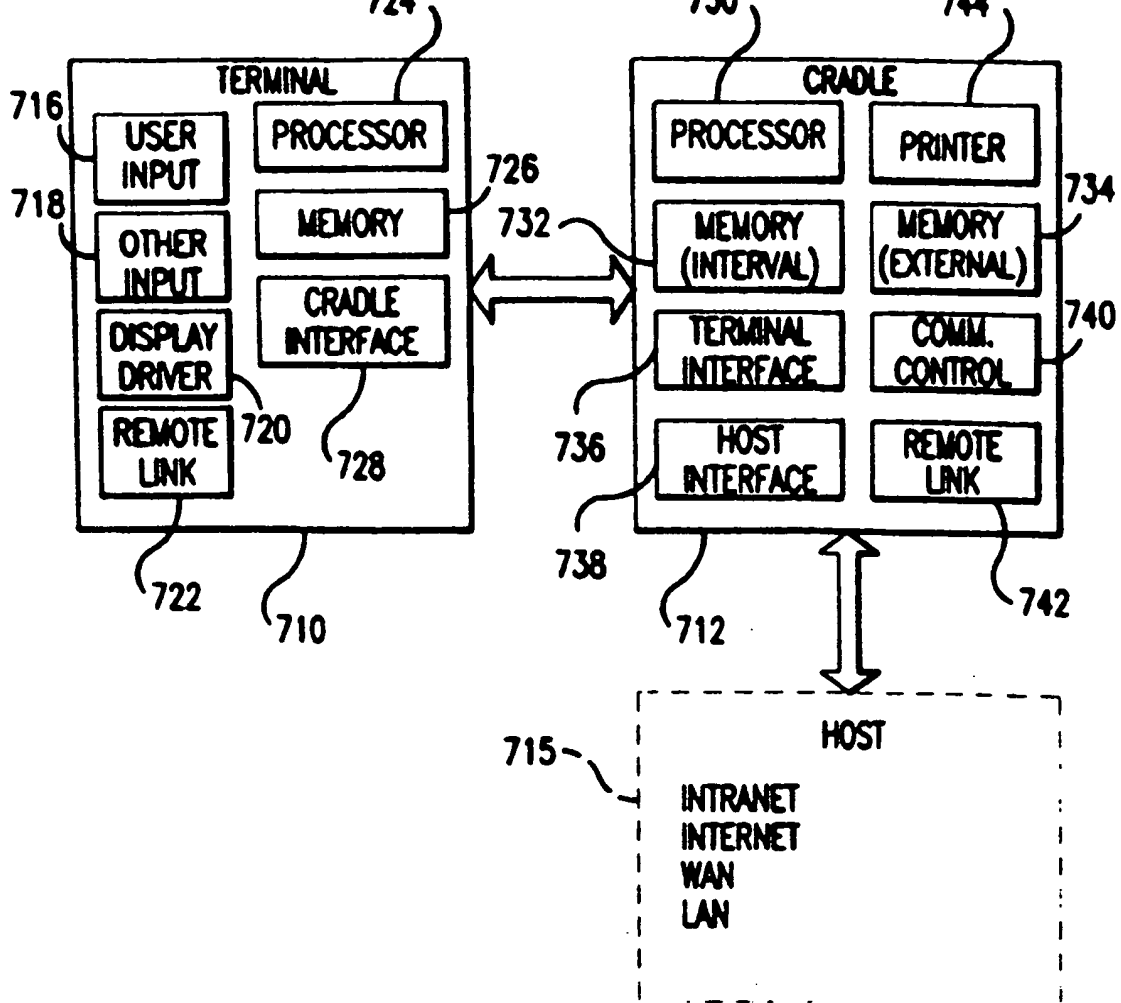 724
730
744
TERMINAL
CRADLE
716
USER
INPUT
PROCESSOR
718
OTHER
INPUT
MEMORY
726
DISPLAY
DRIVER
720
CRADLE
INTERFACE
728
REMOTE
LINK
722
710
PROCESSOR
PRINTER
732
MEMORY
(INTERVAL)
MEMORY
(EXTERNAL)
734
TERMINAL
INTERFACE
736
COMM.
CONTROL
740
HOST
INTERFACE
738
REMOTE
LINK
742
712
715
HOST
INTRANET
INTERNET
WAN
LAN